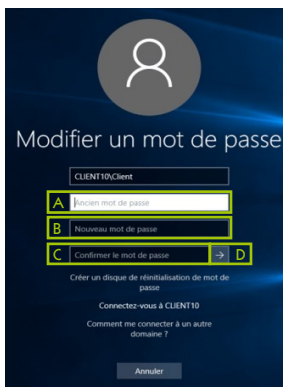 Modifier un mot de passe
CLIENT10\Client
A Ancien mot de passe
B Nouveau mot de passe
C Confirmer le mot de passe → D
Créer un disque de réinitialisation de mot de
passe
Connectez-vous à CLIENT10
Comment me connecter à un autre
domaine ?
Annuler